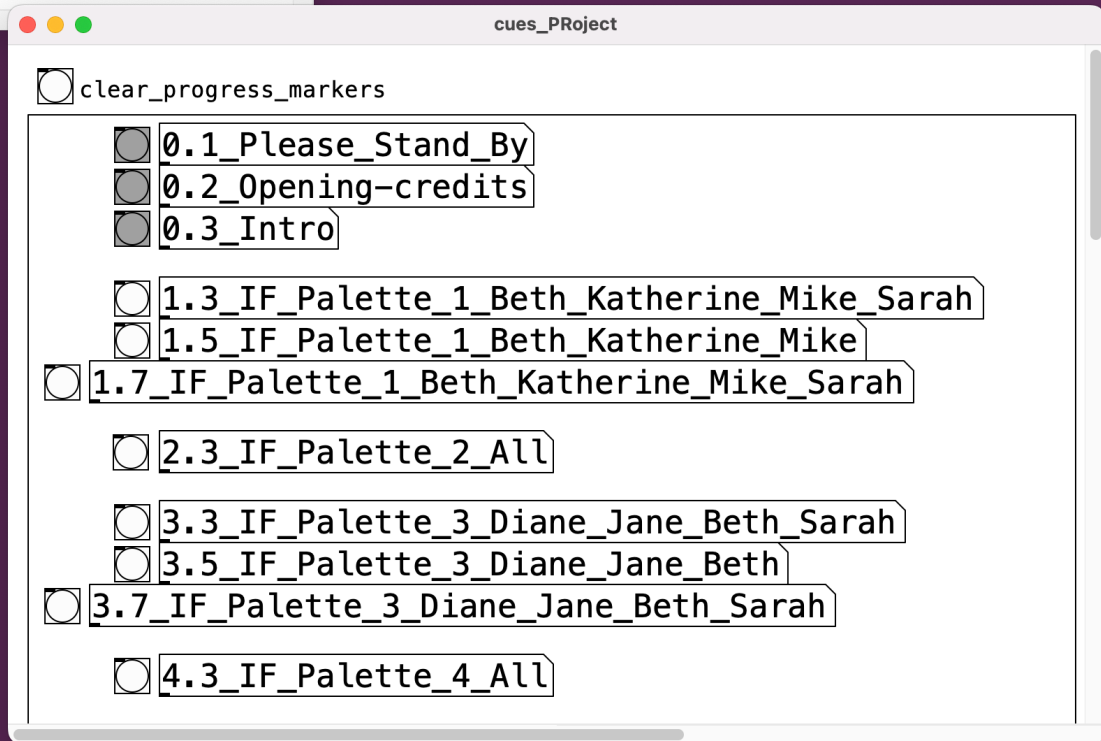 cues_PRoject
clear_progress_markers
0.1_Please_Stand_By
0.2_Opening-credits
0.3_Intro
1.3_IF_Palette_1_Beth_Katherine_Mike_Sarah
1.5_IF_Palette_1_Beth_Katherine_Mike
1.7_IF_Palette_1_Beth_Katherine_Mike_Sarah
2.3_IF_Palette_2_All
3.3_IF_Palette_3_Diane_Jane_Beth_Sarah
3.5_IF_Palette_3_Diane_Jane_Beth
3.7_IF_Palette_3_Diane_Jane_Beth_Sarah
4.3_IF_Palette_4_All